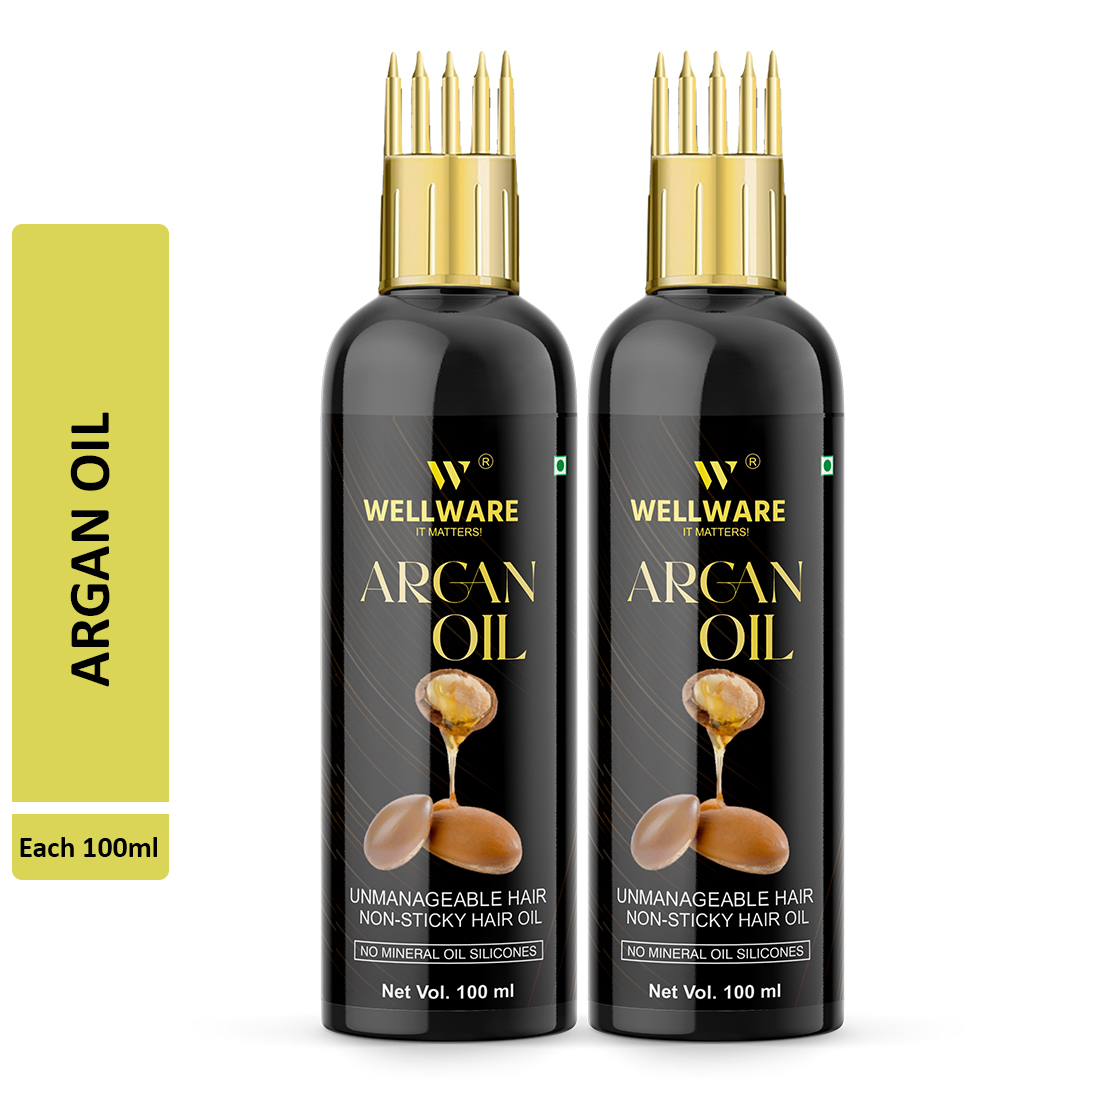 ARGAN OIL
Each 100ml
W ®
WELLWARE
IT MATTERS!
ARGAN
OIL
UNMANAGEABLE HAIR
NON-STICKY HAIR OIL
NO MINERAL OIL SILICONES
Net Vol. 100 ml
W ®
WELLWARE
IT MATTERS!
ARGAN
OIL
UNMANAGEABLE HAIR
NON-STICKY HAIR OIL
NO MINERAL OIL SILICONES
Net Vol. 100 ml